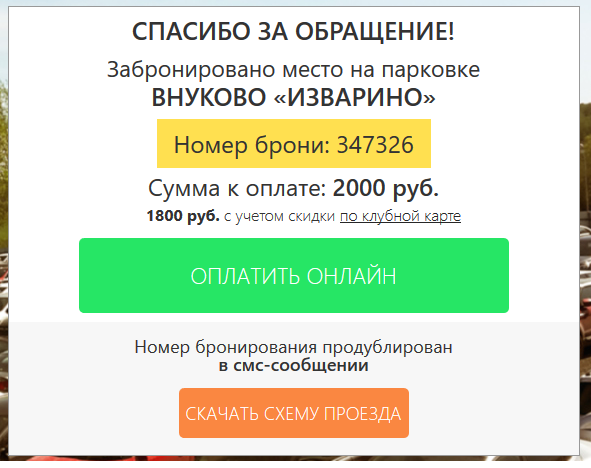 СПАСИБО ЗА ОБРАЩЕНИЕ!
Забронировано место на парковке
ВНУКОВО «ИЗВАРИНО»
Номер брони: 347326
Сумма к оплате: 2000 руб.
1800 руб. с учетом скидки по клубной карте
ОПЛАТИТЬ ОНЛАЙН
Номер бронирования продублирован
в смс-сообщении
СКАЧАТЬ СХЕМУ ПРОЕЗДА